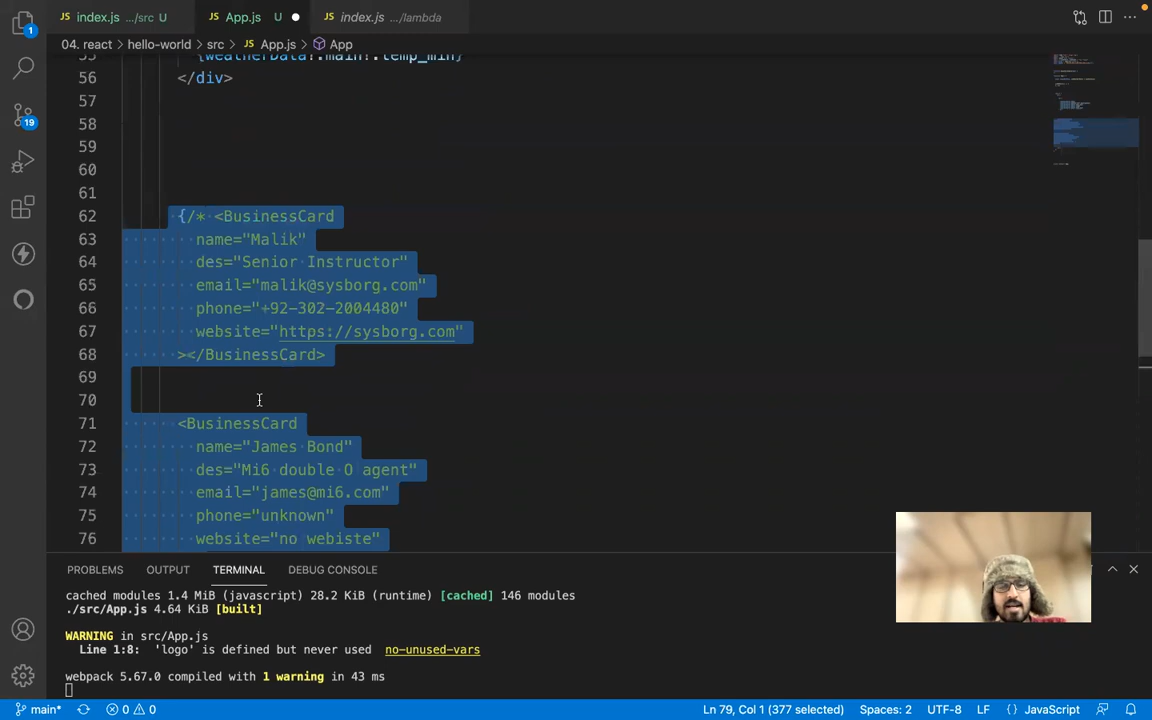 index.js .../src U
App.js U
index.js .../lambda
1
04. react > hello-world > src > App.js > App
55 {weatherData?.main?.temp_min}
56 </div>
57
58
59
60
61
62 {/* <BusinessCard
63 name="Malik"
64 des="Senior Instructor"
65 email="malik@sysborg.com"
66 phone="+92-302-2004480"
67 website="https://sysborg.com"
68 ></BusinessCard>
69
70
71 <BusinessCard
72 name="James Bond"
73 des="Mi6 double O agent"
74 email="james@mi6.com"
75 phone="unknown"
76 website="no webiste"
19
PROBLEMS OUTPUT TERMINAL DEBUG CONSOLE
cached modules 1.4 MiB (javascript) 28.2 KiB (runtime) [cached] 146 modules
./src/App.js 4.64 KiB [built]
WARNING in src/App.js
Line 1:8: 'logo' is defined but never used no-unused-vars
webpack 5.67.0 compiled with 1 warning in 43 ms
main* 0 0 Ln 79, Col 1 (377 selected) Spaces: 2 UTF-8 LF {} JavaScript